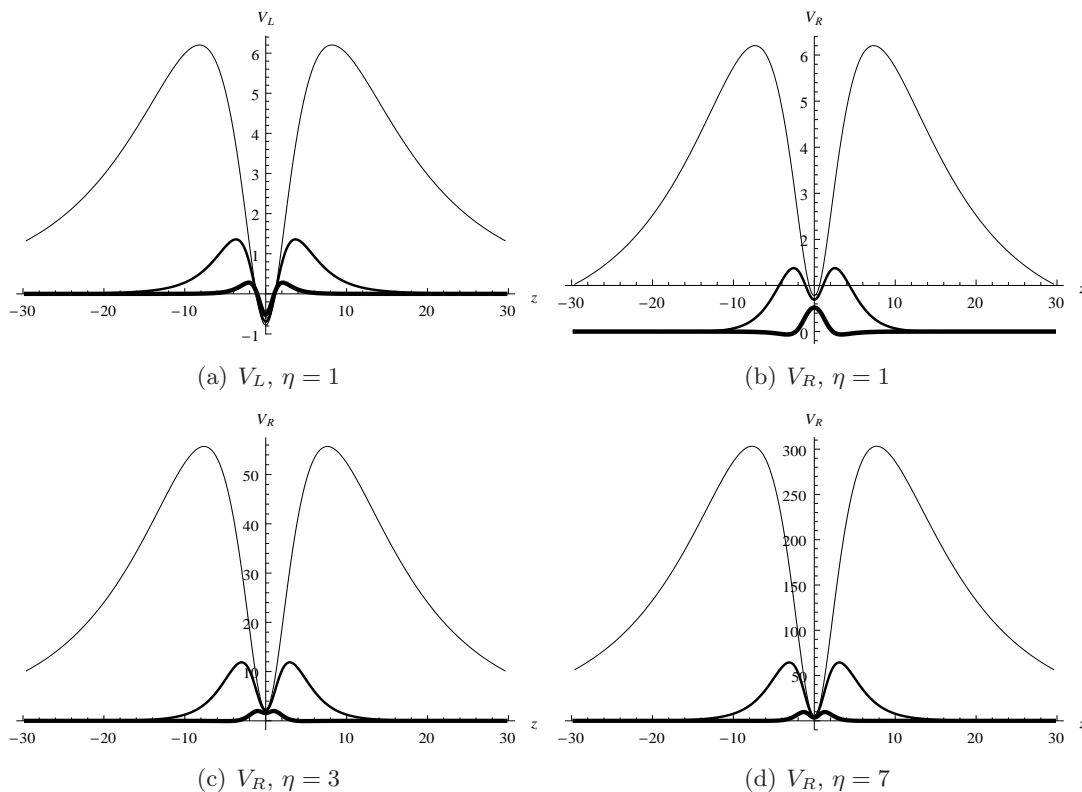 V_L
6
5
4
3
2
1
−1
−30 −20 −10 10 20 30 z
(a) V_L, η = 1
V_R
6
5
4
2
0
−30 −20 −10 10 20 30 z
(b) V_R, η = 1
V_R
50
40
30
20
10
−30 −20 −10 10 20 30 z
(c) V_R, η = 3
V_R
300
250
200
150
100
50
−30 −20 −10 10 20 30 z
(d) V_R, η = 7